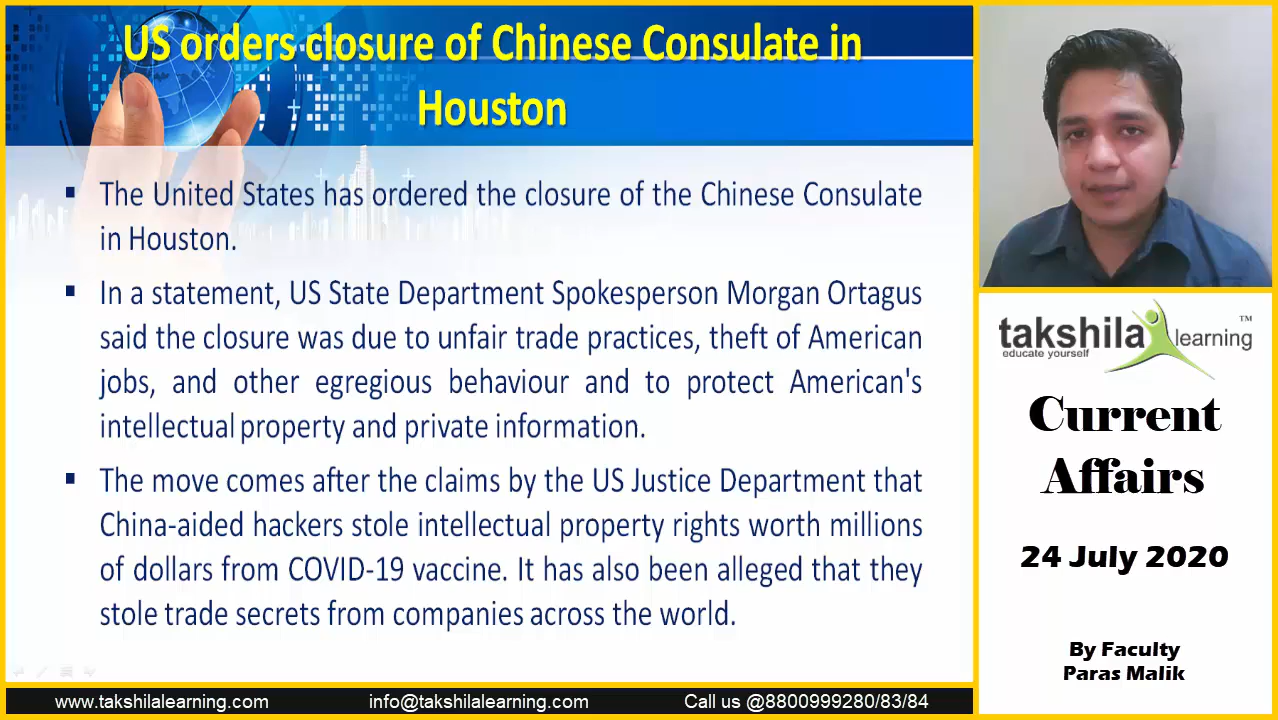 US orders closure of Chinese Consulate in
Houston
▪ The United States has ordered the closure of the Chinese Consulate
in Houston.
▪ In a statement, US State Department Spokesperson Morgan Ortagus
said the closure was due to unfair trade practices, theft of American
jobs, and other egregious behaviour and to protect American's
intellectual property and private information.
▪ The move comes after the claims by the US Justice Department that
China-aided hackers stole intellectual property rights worth millions
of dollars from COVID-19 vaccine. It has also been alleged that they
stole trade secrets from companies across the world.
takshila learning ™
educate yourself
Current
Affairs
24 July 2020
By Faculty
Paras Malik
www.takshilalearning.com info@takshilalearning.com Call us @8800999280/83/84